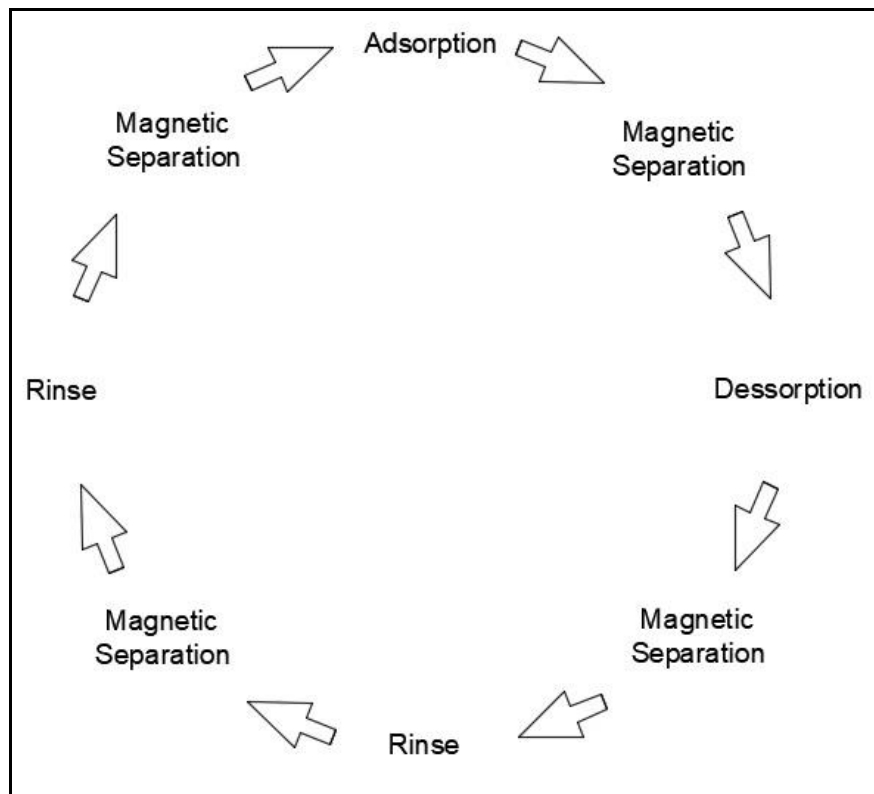 Adsorption
Magnetic
Separation
Dessorption
Magnetic
Separation
Rinse
Magnetic
Separation
Rinse
Magnetic
Separation